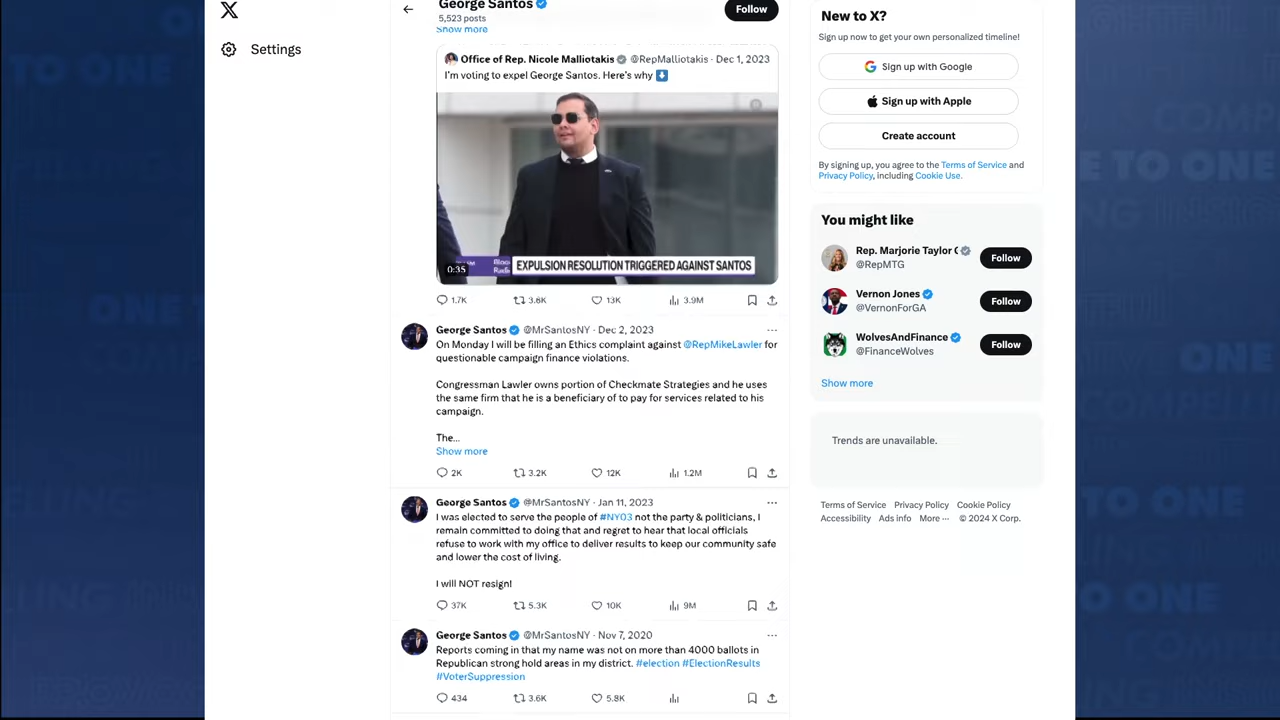 George Santos
5,523 posts
Follow
Settings
Show more
Office of Rep. Nicole Malliotakis @RepMalliotakis · Dec 1, 2023
I'm voting to expel George Santos. Here's why
0:35
EXPULSION RESOLUTION TRIGGERED AGAINST SANTOS
1.7K 3.6K 13K 3.9M
George Santos @MrSantosNY · Dec 2, 2023
On Monday I will be filling an Ethics complaint against @RepMikeLawler for
questionable campaign finance violations.
Congressman Lawler owns portion of Checkmate Strategies and he uses
the same firm that he is a beneficiary of to pay for services related to his
campaign.
The...
Show more
2K 3.2K 12K 1.2M
George Santos @MrSantosNY · Jan 11, 2023
I was elected to serve the people of #NY03 not the party & politicians, I
remain committed to doing that and regret to hear that local officials
refuse to work with my office to deliver results to keep our community safe
and lower the cost of living.
I will NOT resign!
37K 5.3K 10K 9M
George Santos @MrSantosNY · Nov 7, 2020
Reports coming in that my name was not on more than 4000 ballots in
Republican strong hold areas in my district. #election #ElectionResults
#VoterSuppression
434 3.6K 5.8K
New to X?
Sign up now to get your own personalized timeline!
Sign up with Google
Sign up with Apple
Create account
By signing up, you agree to the Terms of Service and
Privacy Policy, including Cookie Use.
You might like
Rep. Marjorie Taylor
@RepMTG
Follow
Vernon Jones
@VernonForGA
Follow
WolvesAndFinance
@FinanceWolves
Follow
Show more
Trends are unavailable.
Terms of Service Privacy Policy Cookie Policy
Accessibility Ads info More ··· © 2024 X Corp.
TO ONE
ONE
E TO ONE
ONE
TO ONE
O ONE